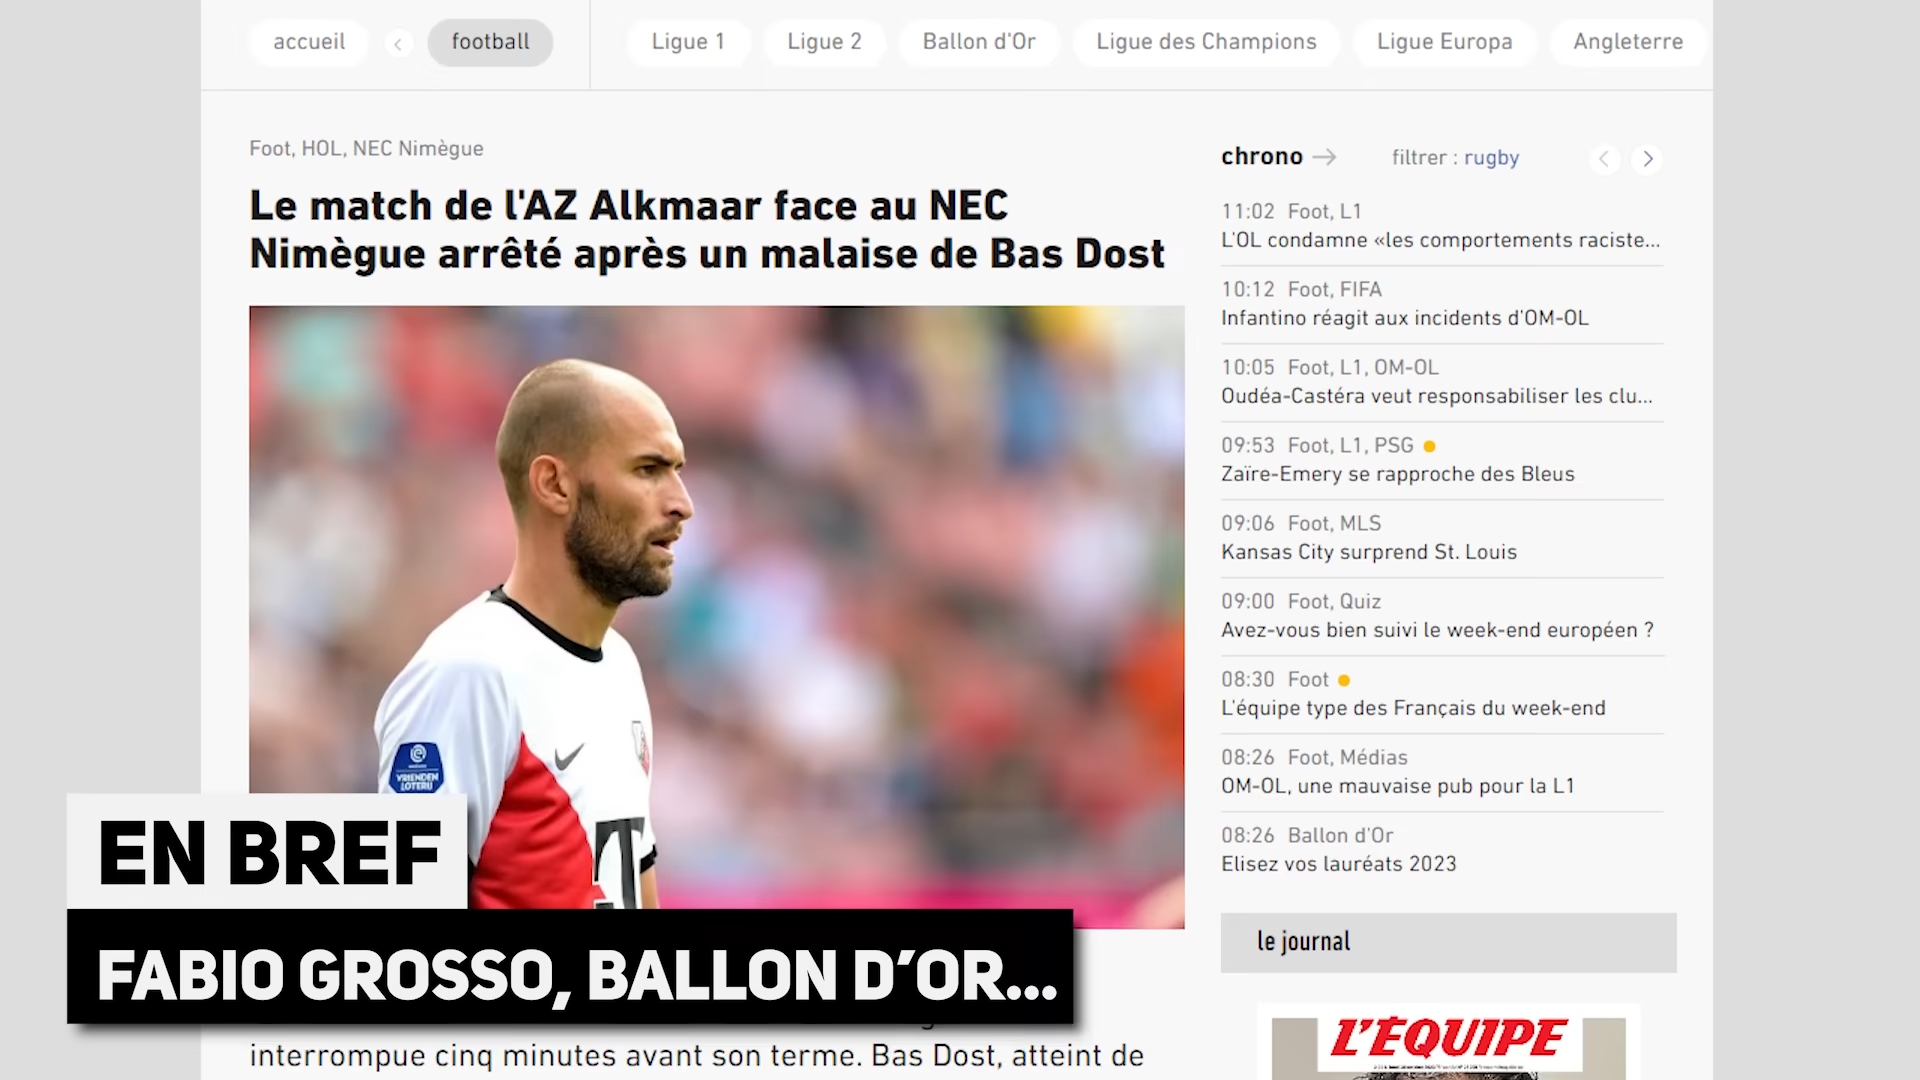 accueil
football
Ligue 1
Ligue 2
Ballon d'Or
Ligue des Champions
Ligue Europa
Angleterre
Foot, HOL, NEC Nimègue
Le match de l'AZ Alkmaar face au NEC
Nimègue arrêté après un malaise de Bas Dost
VRIENDEN
LOTERIJ
EN BREF
FABIO GROSSO, BALLON D'OR...
interrompue cinq minutes avant son terme. Bas Dost, atteint de
chrono
filtrer : rugby
11:02 Foot, L1
L'OL condamne «les comportements raciste...
10:12 Foot, FIFA
Infantino réagit aux incidents d'OM-OL
10:05 Foot, L1, OM-OL
Oudéa-Castéra veut responsabiliser les clu...
09:53 Foot, L1, PSG
Zaïre-Emery se rapproche des Bleus
09:06 Foot, MLS
Kansas City surprend St. Louis
09:00 Foot, Quiz
Avez-vous bien suivi le week-end européen ?
08:30 Foot
L'équipe type des Français du week-end
08:26 Foot, Médias
OM-OL, une mauvaise pub pour la L1
08:26 Ballon d'Or
Elisez vos lauréats 2023
le journal
L'ÉQUIPE